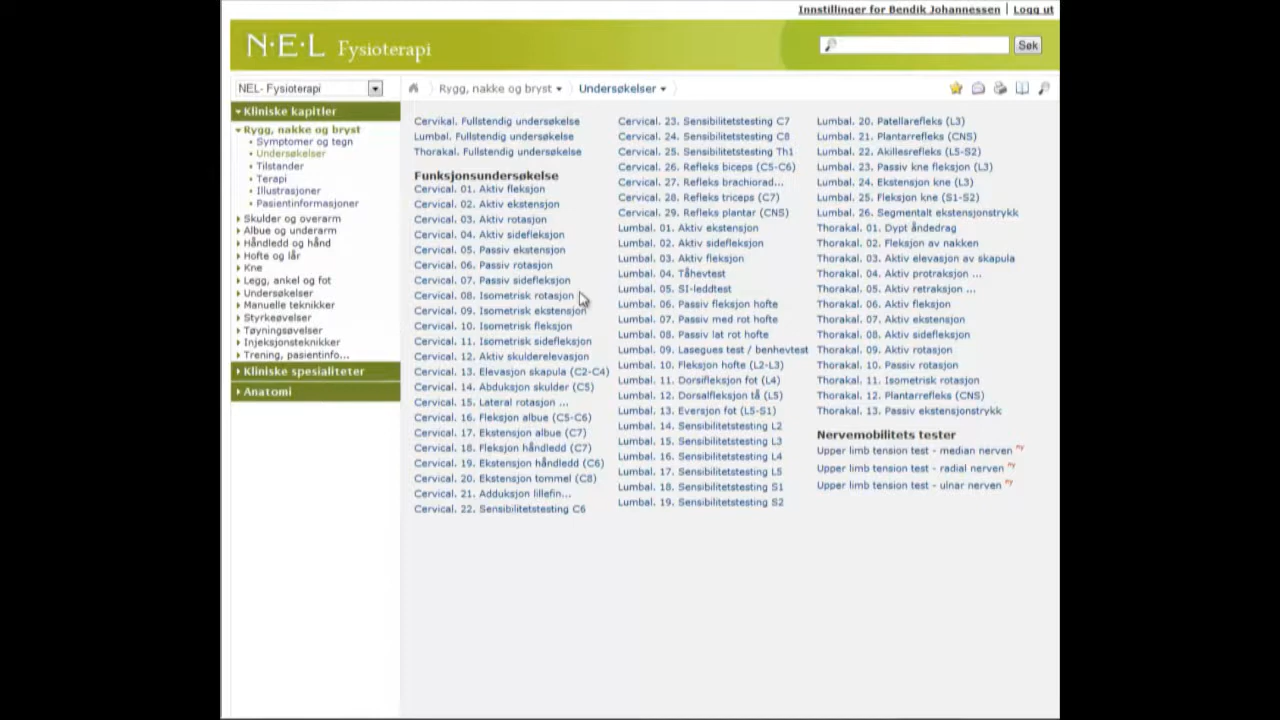 Innstillinger for Bendik Johannessen | Logg ut
N·E·L Fysioterapi
Søk
NEL- Fysioterapi
Rygg, nakke og bryst
Undersøkelser
Kliniske kapitler
Rygg, nakke og bryst
Symptomer og tegn
Undersøkelser
Tilstander
Terapi
Illustrasjoner
Pasientinformasjoner
Skulder og overarm
Albue og underarm
Håndledd og hånd
Hofte og lår
Kne
Legg, ankel og fot
Undersøkelser
Manuelle teknikker
Styrkeøvelser
Tøyningsøvelser
Injeksjonsteknikker
Trening, pasientinfo...
Kliniske spesialiteter
Anatomi
Cervikal. Fullstendig undersøkelse
Lumbal. Fullstendig undersøkelse
Thorakal. Fullstendig undersøkelse
Funksjonsundersøkelse
Cervical. 01. Aktiv fleksjon
Cervical. 02. Aktiv ekstensjon
Cervical. 03. Aktiv rotasjon
Cervical. 04. Aktiv sidefleksjon
Cervical. 05. Passiv ekstensjon
Cervical. 06. Passiv rotasjon
Cervical. 07. Passiv sidefleksjon
Cervical. 08. Isometrisk rotasjon
Cervical. 09. Isometrisk ekstensjon
Cervical. 10. Isometrisk fleksjon
Cervical. 11. Isometrisk sidefleksjon
Cervical. 12. Aktiv skulderelevasjon
Cervical. 13. Elevasjon skapula (C2-C4)
Cervical. 14. Abduksjon skulder (C5)
Cervical. 15. Lateral rotasjon ...
Cervical. 16. Fleksjon albue (C5-C6)
Cervical. 17. Ekstensjon albue (C7)
Cervical. 18. Fleksjon håndledd (C7)
Cervical. 19. Ekstensjon håndledd (C6)
Cervical. 20. Ekstensjon tommel (C8)
Cervical. 21. Adduksjon lillefin...
Cervical. 22. Sensibilitetstesting C6
Cervical. 23. Sensibilitetstesting C7
Cervical. 24. Sensibilitetstesting C8
Cervical. 25. Sensibilitetstesting Th1
Cervical. 26. Refleks biceps (C5-C6)
Cervical. 27. Refleks brachiorad...
Cervical. 28. Refleks triceps (C7)
Cervical. 29. Refleks plantar (CNS)
Lumbal. 01. Aktiv ekstensjon
Lumbal. 02. Aktiv sidefleksjon
Lumbal. 03. Aktiv fleksjon
Lumbal. 04. Tåhevtest
Lumbal. 05. SI-leddtest
Lumbal. 06. Passiv fleksjon hofte
Lumbal. 07. Passiv med rot hofte
Lumbal. 08. Passiv lat rot hofte
Lumbal. 09. Lasegues test / benhevtest
Lumbal. 10. Fleksjon hofte (L2-L3)
Lumbal. 11. Dorsifleksjon fot (L4)
Lumbal. 12. Dorsalfleksjon tå (L5)
Lumbal. 13. Eversjon fot (L5-S1)
Lumbal. 14. Sensibilitetstesting L2
Lumbal. 15. Sensibilitetstesting L3
Lumbal. 16. Sensibilitetstesting L4
Lumbal. 17. Sensibilitetstesting L5
Lumbal. 18. Sensibilitetstesting S1
Lumbal. 19. Sensibilitetstesting S2
Lumbal. 20. Patellarefleks (L3)
Lumbal. 21. Plantarrefleks (CNS)
Lumbal. 22. Akillesrefleks (L5-S2)
Lumbal. 23. Passiv kne fleksjon (L3)
Lumbal. 24. Ekstensjon kne (L3)
Lumbal. 25. Fleksjon kne (S1-S2)
Lumbal. 26. Segmentalt ekstensjonstrykk
Thorakal. 01. Dypt åndedrag
Thorakal. 02. Fleksjon av nakken
Thorakal. 03. Aktiv elevasjon av skapula
Thorakal. 04. Aktiv protraksjon ...
Thorakal. 05. Aktiv retraksjon ...
Thorakal. 06. Aktiv fleksjon
Thorakal. 07. Aktiv ekstensjon
Thorakal. 08. Aktiv sidefleksjon
Thorakal. 09. Aktiv rotasjon
Thorakal. 10. Passiv rotasjon
Thorakal. 11. Isometrisk rotasjon
Thorakal. 12. Plantarrefleks (CNS)
Thorakal. 13. Passiv ekstensjonstrykk
Nervemobilitets tester
Upper limb tension test - median nerven ny
Upper limb tension test - radial nerven ny
Upper limb tension test - ulnar nerven ny